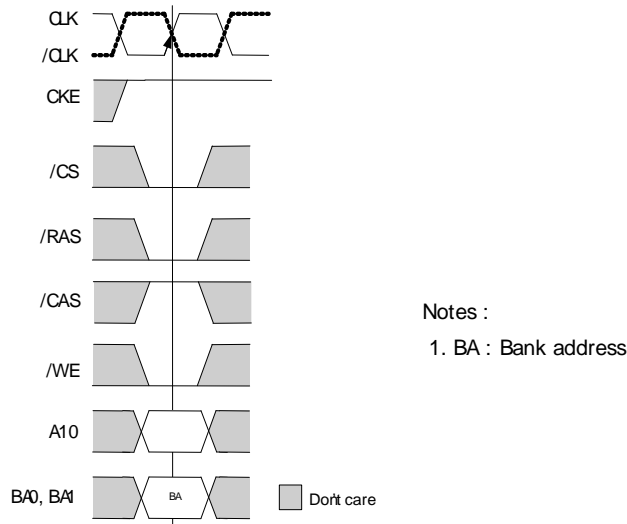 CLK
/CLK
CKE
/CS
/RAS
/CAS
/WE
A10
BA0, BA1
BA
Don't care
Notes :
1. BA : Bank address